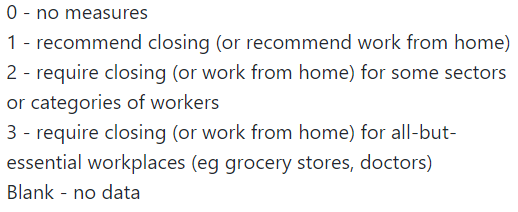 0 - no measures
1 - recommend closing (or recommend work from home)
2 - require closing (or work from home) for some sectors
or categories of workers
3 - require closing (or work from home) for all-but-
essential workplaces (eg grocery stores, doctors)
Blank - no data